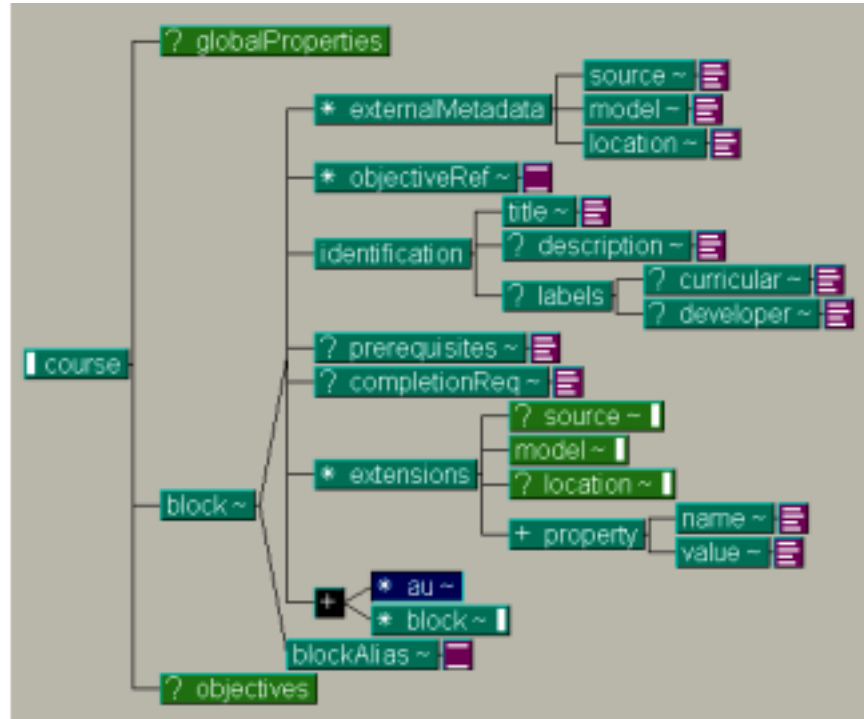 ? globalProperties
source ~
* externalMetadata
model ~
location ~
* objectiveRef ~
title ~
? description ~
identification
? curricular ~
? labels
? developer ~
? prerequisites ~
course
? completionReq ~
? source ~
model ~
* extensions
? location ~
block ~
name ~
+ property
value ~
* au ~
+
* block ~
blockAlias ~
? objectives